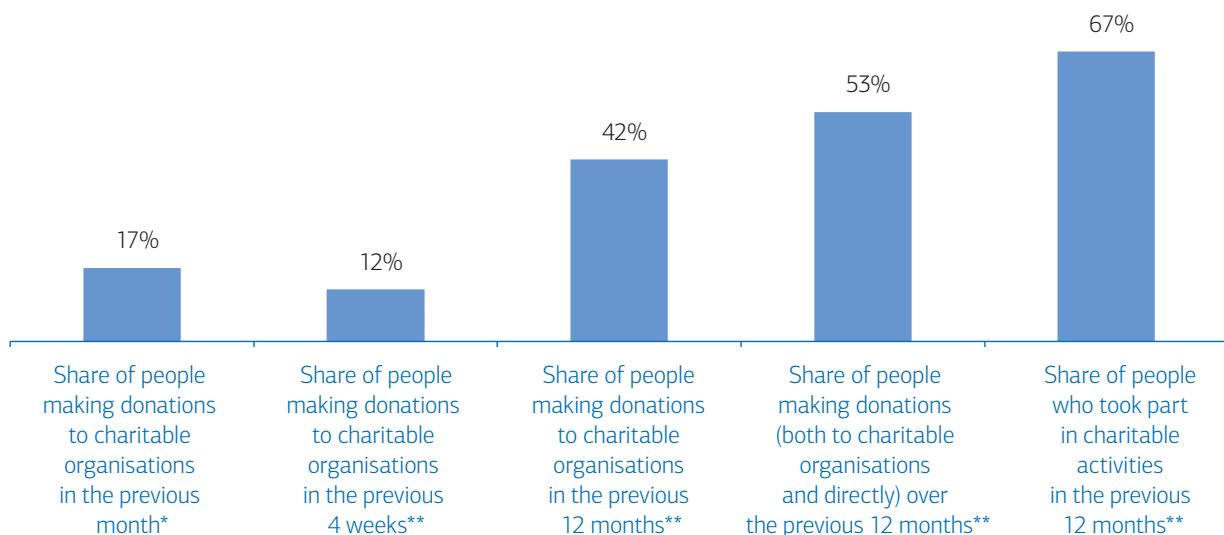 17%
12%
42%
53%
67%
Share of people
making donations
to charitable
organisations
in the previous
month*
Share of people
making donations
to charitable
organisations
in the previous
4 weeks**
Share of people
making donations
to charitable
organisations
in the previous
12 months**
Share of people
making donations
(both to charitable
organisations
and directly) over
the previous 12 months**
Share of people
who took part
in charitable
activities
in the previous
12 months**